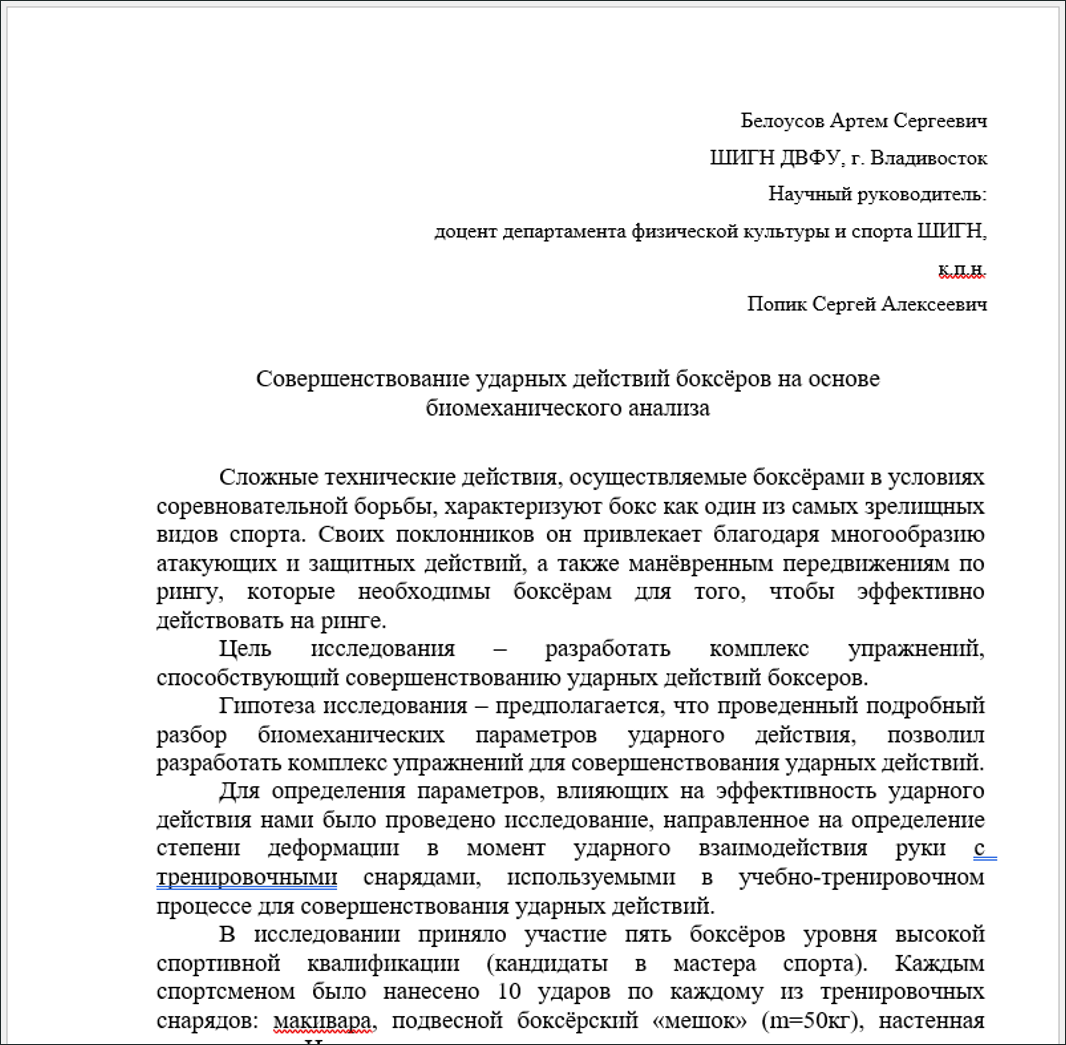 Белоусов Артем Сергеевич
ШИГН ДВФУ, г. Владивосток
Научный руководитель:
доцент департамента физической культуры и спорта ШИГН,
к.п.н.
Попик Сергей Алексеевич
Совершенствование ударных действий боксёров на основе
биомеханического анализа
Сложные технические действия, осуществляемые боксёрами в условиях
соревновательной борьбы, характеризуют бокс как один из самых зрелищных
видов спорта. Своих поклонников он привлекает благодаря многообразию
атакующих и защитных действий, а также манёвренным передвижениям по
рингу, которые необходимы боксёрам для того, чтобы эффективно
действовать на ринге.
Цель исследования – разработать комплекс упражнений,
способствующий совершенствованию ударных действий боксеров.
Гипотеза исследования – предполагается, что проведенный подробный
разбор биомеханических параметров ударного действия, позволил
разработать комплекс упражнений для совершенствования ударных действий.
Для определения параметров, влияющих на эффективность ударного
действия нами было проведено исследование, направленное на определение
степени деформации в момент ударного взаимодействия руки с
тренировочными снарядами, используемыми в учебно-тренировочном
процессе для совершенствования ударных действий.
В исследовании приняло участие пять боксёров уровня высокой
спортивной квалификации (кандидаты в мастера спорта). Каждым
спортсменом было нанесено 10 ударов по каждому из тренировочных
снарядов: макивара, подвесной боксёрский «мешок» (m=50кг), настенная